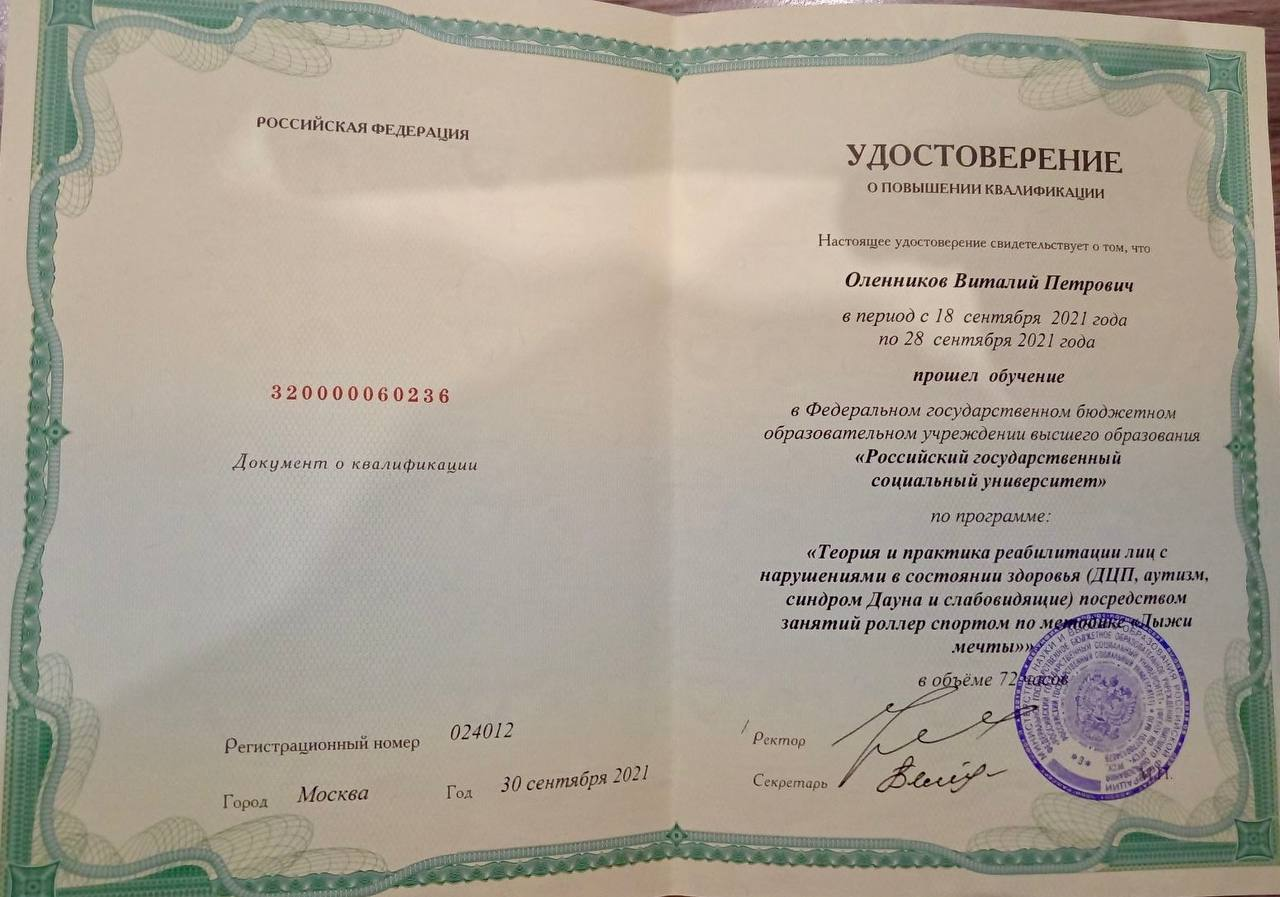 РОССИЙСКАЯ ФЕДЕРАЦИЯ
320000060236
Документ о квалификации
Регистрационный номер 024012
Город Москва Год 30 сентября 2021
УДОСТОВЕРЕНИЕ
О ПОВЫШЕНИИ КВАЛИФИКАЦИИ
Настоящее удостоверение свидетельствует о том, что
Оленников Виталий Петрович
в период с 18 сентября 2021 года
по 28 сентября 2021 года
прошел обучение
в Федеральном государственном бюджетном
образовательном учреждении высшего образования
«Российский государственный
социальный университет»
по программе:
«Теория и практика реабилитации лиц с
нарушениями в состоянии здоровья (ДЦП, аутизм,
синдром Дауна и слабовидящие) посредством
занятий роллер спортом по методике «Лыжи
мечты»»
в объёме 72 часов
Ректор
Секретарь
М.П.